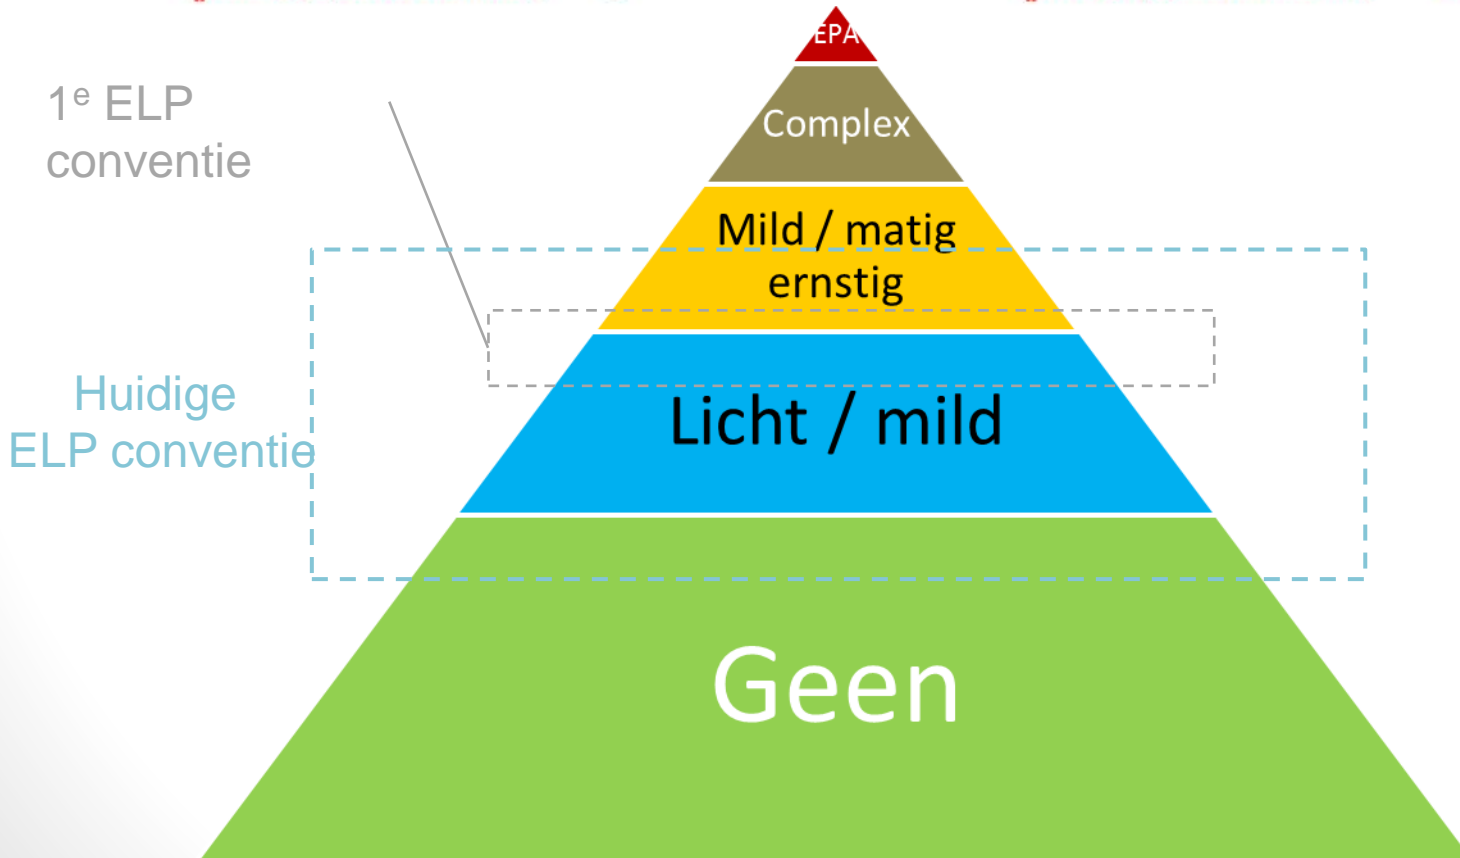 EPA
1e ELP
conventie
Complex
Mild / matig
ernstig
Huidige
ELP conventie
Licht / mild
Geen